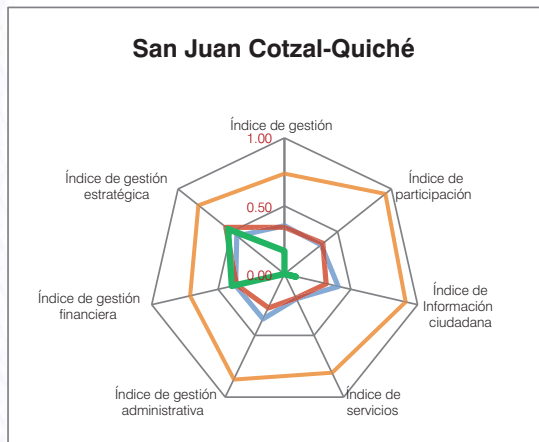 San Juan Cotzal-Quiché
Índice de gestión
1.00
Índice de gestión
estratégica
Índice de
participación
0.50
0.00
Índice de gestión
financiera
Índice de
Información
ciudadana
Índice de gestión
administrativa
Índice de
servicios